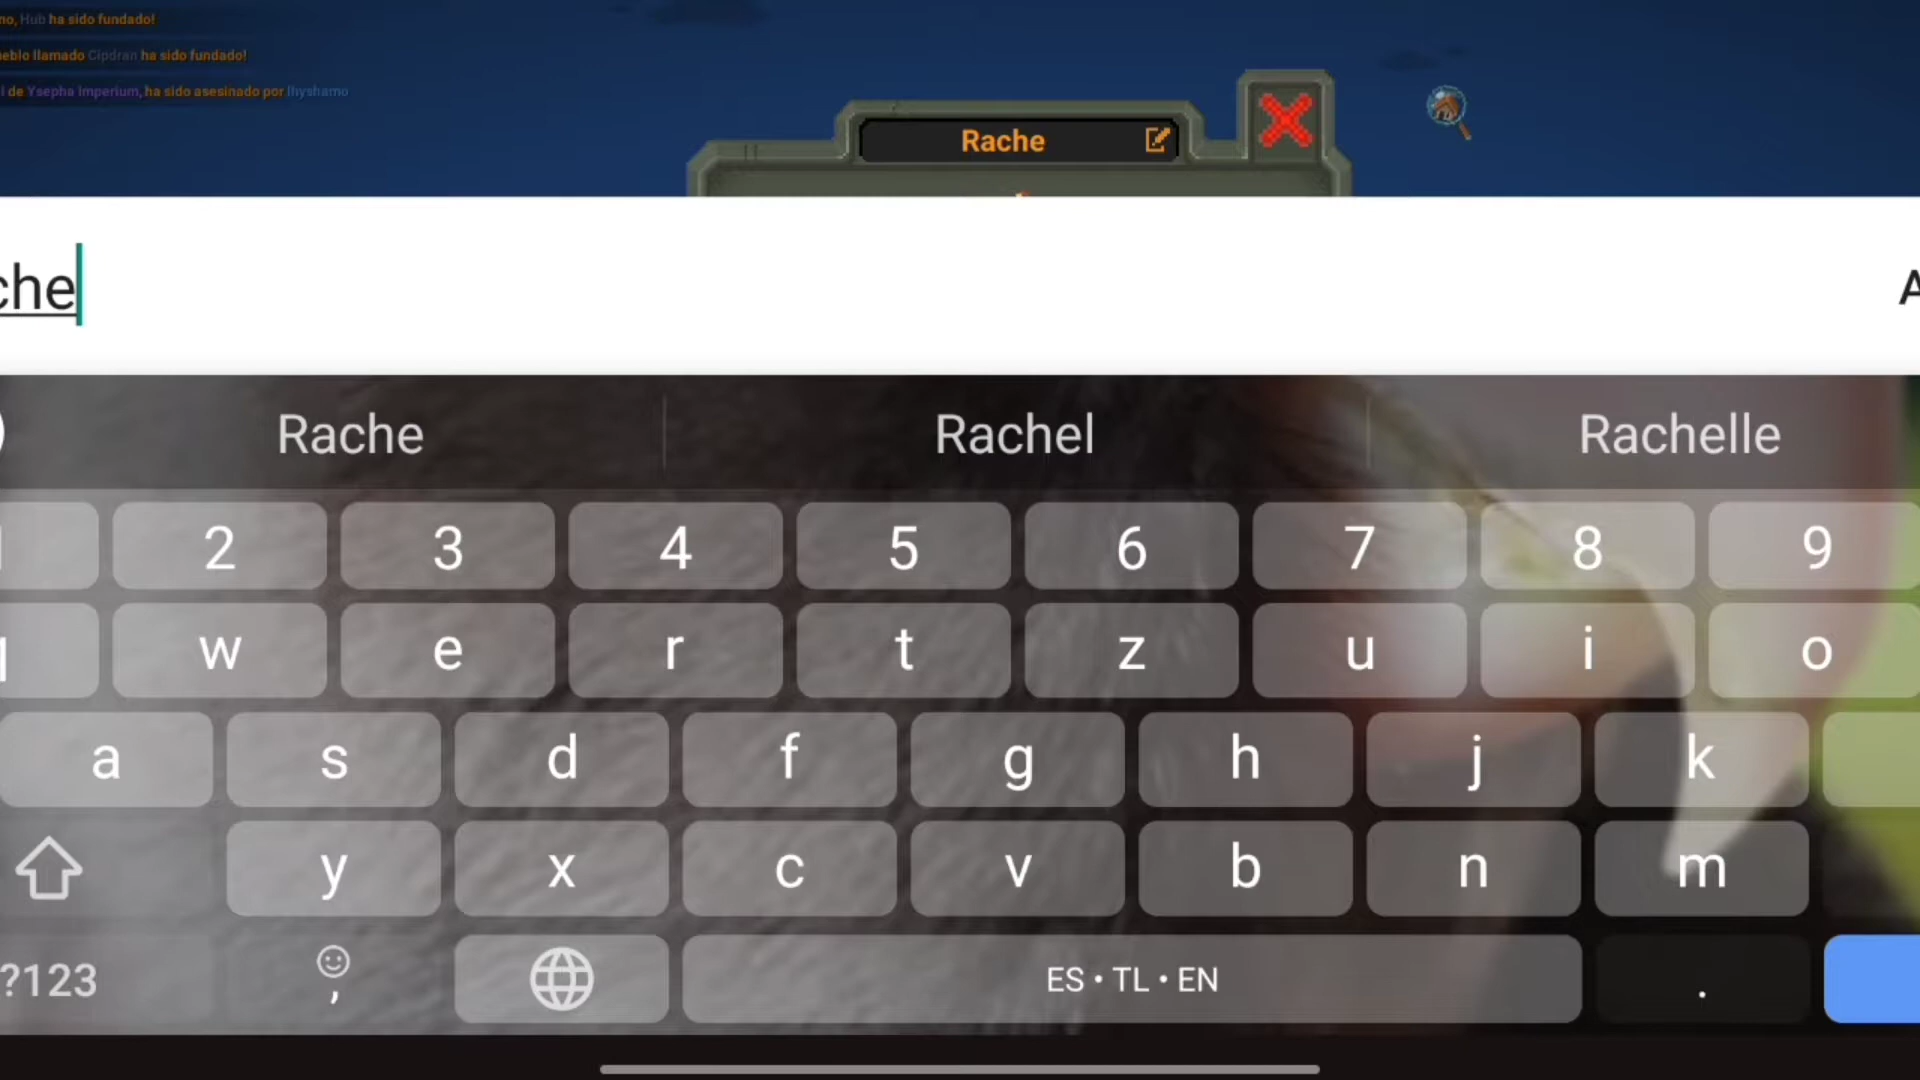 no, Hub ha sido fundado!
eblo llamado Cipdran ha sido fundado!
l de Ysepha Imperium, ha sido asesinado por Ihyshamo
Rache
che
A
Rache Rachel Rachelle
1 2 3 4 5 6 7 8 9
q w e r t z u i o
a s d f g h j k
y x c v b n m
?123 , ES • TL • EN .